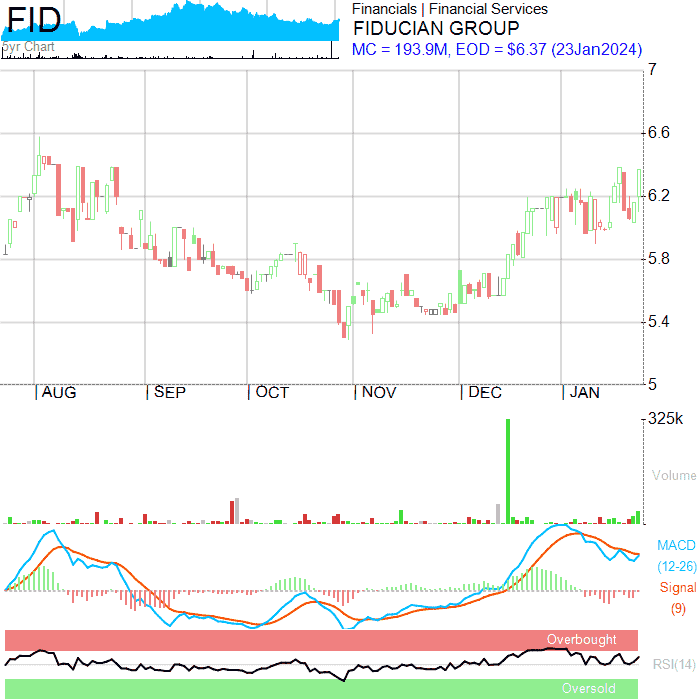 FID
5yr Chart
Financials | Financial Services
FIDUCIAN GROUP
MC = 193.9M, EOD = $6.37 (23Jan2024)
7
6.6
6.2
5.8
5.4
5
AUG SEP OCT NOV DEC JAN
325k
Volume
MACD
(12-26)
Signal
(9)
Overbought
RSI(14)
Oversold